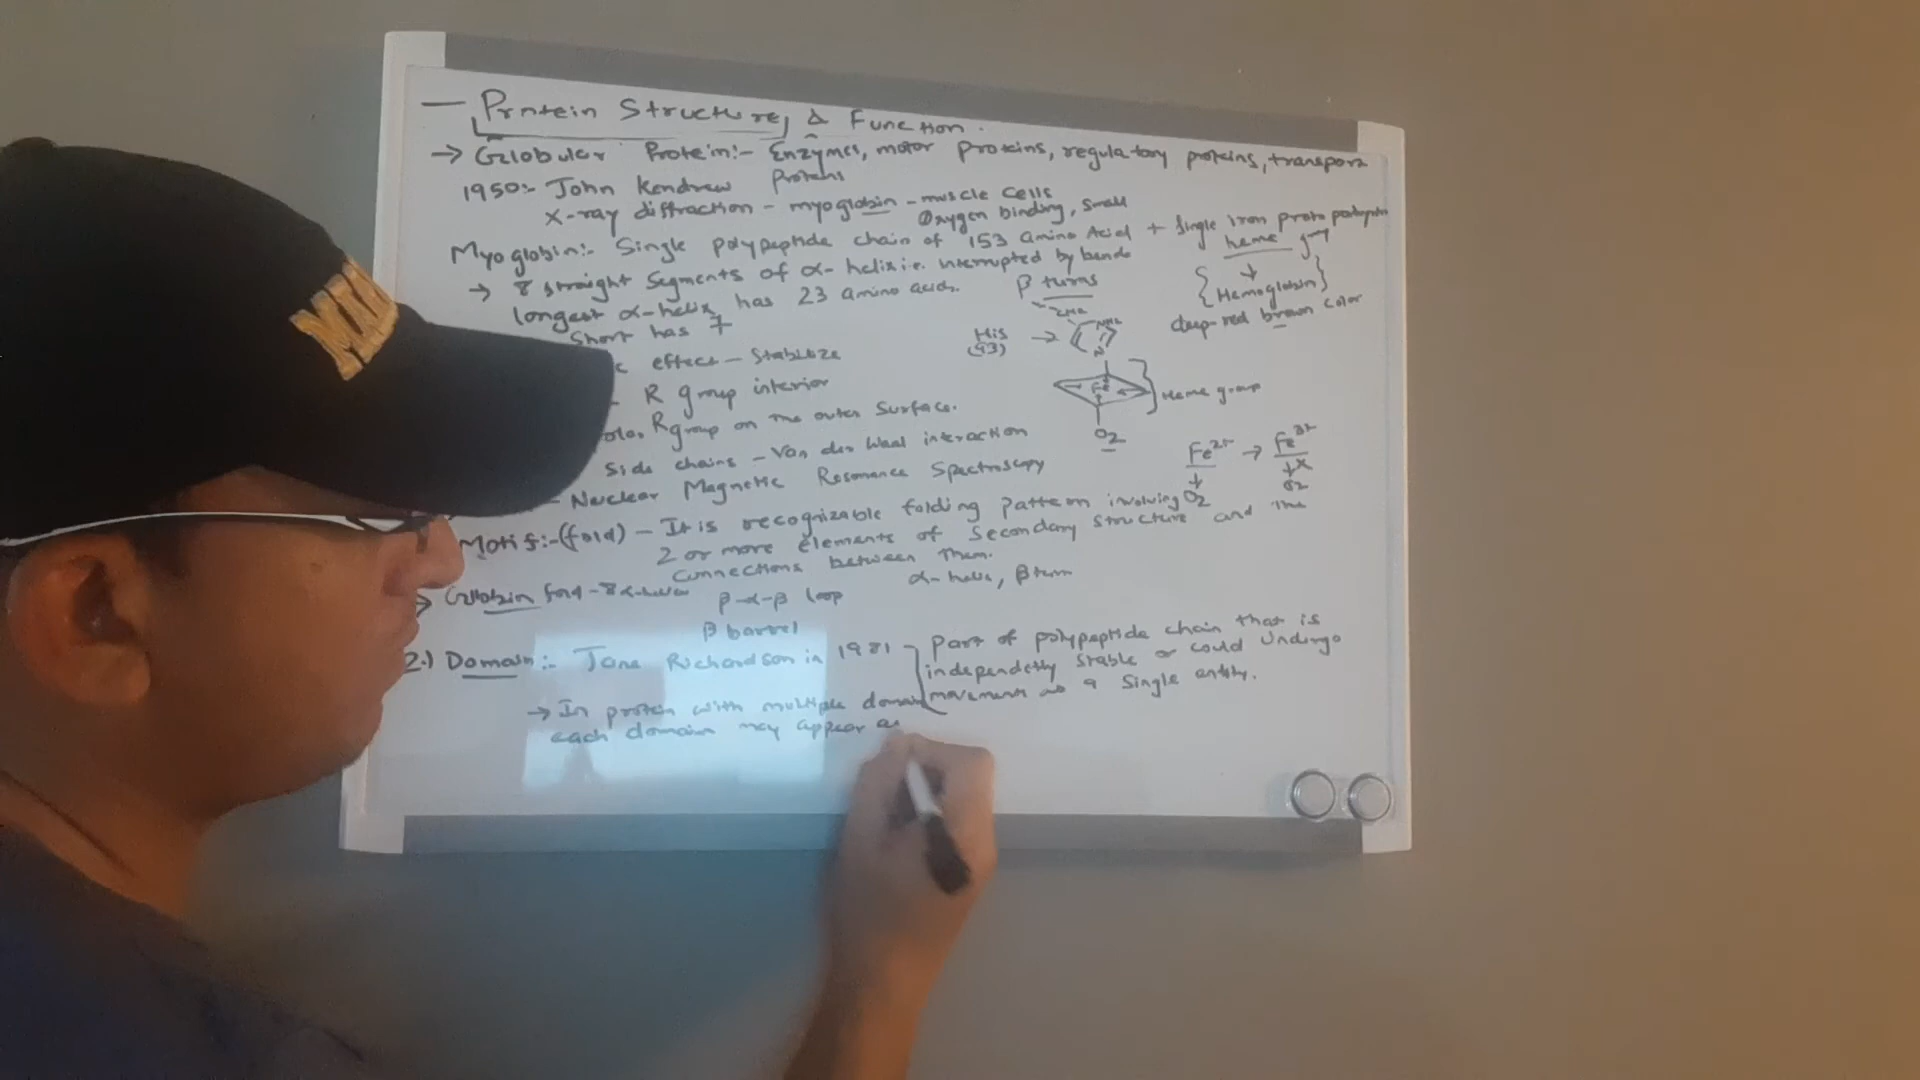 — Protein Structure & Function.
→ Globular Protein:- Enzymes, motor proteins, regulatory proteins, transport
Proteins
1950:- John Kendrew
X-ray diffraction - myoglobin - muscle cells
Oxygen binding, small
Myoglobin:- Single polypeptide chain of 153 amino Acid + Single iron proto
heme
→ 8 straight segments of α- helix i.e. interrupted by bends
β turns
{Hemoglobin}
deep-red brown color
longest α-helix has 23 amino acids.
Short has 7
His →
(93)
NH2
N
effect - Stabilize
R group interior
Fe
Heme group
R group on the outer surface.
O2
Side chains - Van der Waal interaction
Fe2+ → Fe3+
O2
- Nuclear Magnetic Resonance Spectroscopy
Motif:-(fold) - It is recognizable folding pattern involving
2 or more elements of secondary structure and the
connections between them.
α- helix, β turn
→ Globin fold - 8 α-helix
β-α-β loop
β barrel
2.) Domain:- Jane Richardson in 1981
Part of polypeptide chain that is
independetly stable or could undergo
movement as a single entity.
→ In protein with multiple domain
each domain may appear as
MIT